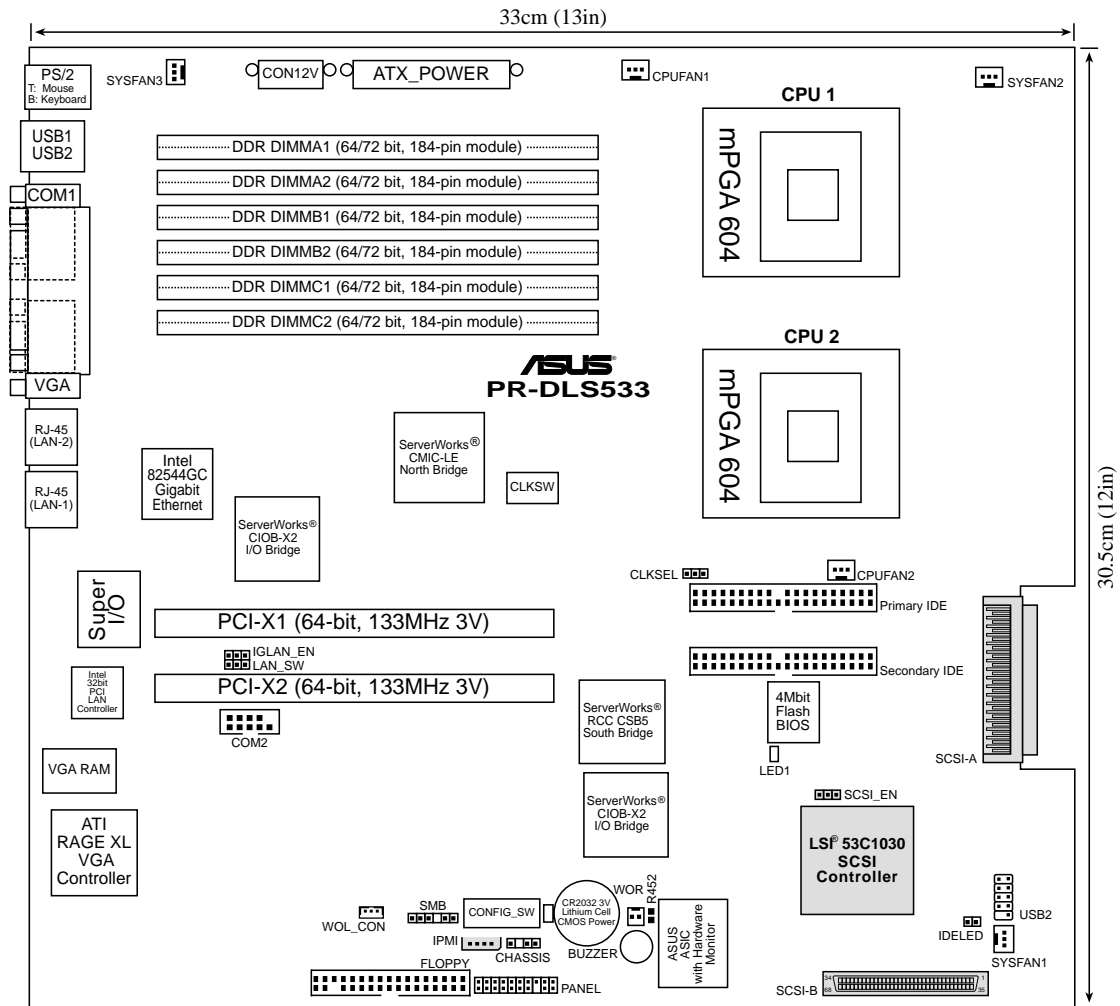 33cm (13in)
PS/2
T: Mouse
B: Keyboard
SYSFAN3
CON12V
ATX_POWER
CPUFAN1
SYSFAN2
USB1
USB2
CPU 1
mPGA 604
COM1
DDR DIMMA1 (64/72 bit, 184-pin module)
DDR DIMMA2 (64/72 bit, 184-pin module)
DDR DIMMB1 (64/72 bit, 184-pin module)
DDR DIMMB2 (64/72 bit, 184-pin module)
DDR DIMMC1 (64/72 bit, 184-pin module)
DDR DIMMC2 (64/72 bit, 184-pin module)
CPU 2
mPGA 604
ASUS®
PR-DLS533
VGA
RJ-45
(LAN-2)
RJ-45
(LAN-1)
Intel
82544GC
Gigabit
Ethernet
ServerWorks®
CMIC-LE
North Bridge
CLKSW
ServerWorks®
CIOB-X2
I/O Bridge
30.5cm (12in)
CLKSEL
CPUFAN2
Primary IDE
Super
I/O
PCI-X1 (64-bit, 133MHz 3V)
IGLAN_EN
LAN_SW
PCI-X2 (64-bit, 133MHz 3V)
Secondary IDE
Intel
32bit
PCI
LAN
Controller
COM2
ServerWorks®
RCC CSB5
South Bridge
4Mbit
Flash
BIOS
LED1
SCSI-A
VGA RAM
ServerWorks®
CIOB-X2
I/O Bridge
SCSI_EN
ATI
RAGE XL
VGA
Controller
LSI® 53C1030
SCSI
Controller
WOL_CON
SMB
CONFIG_SW
CR2032 3V
Lithium Cell
CMOS Power
WOR
R452
ASUS
ASIC
with Hardware
Monitor
USB2
IDELED
SYSFAN1
IPMI
CHASSIS
BUZZER
FLOPPY
PANEL
SCSI-B
34
1
68
35